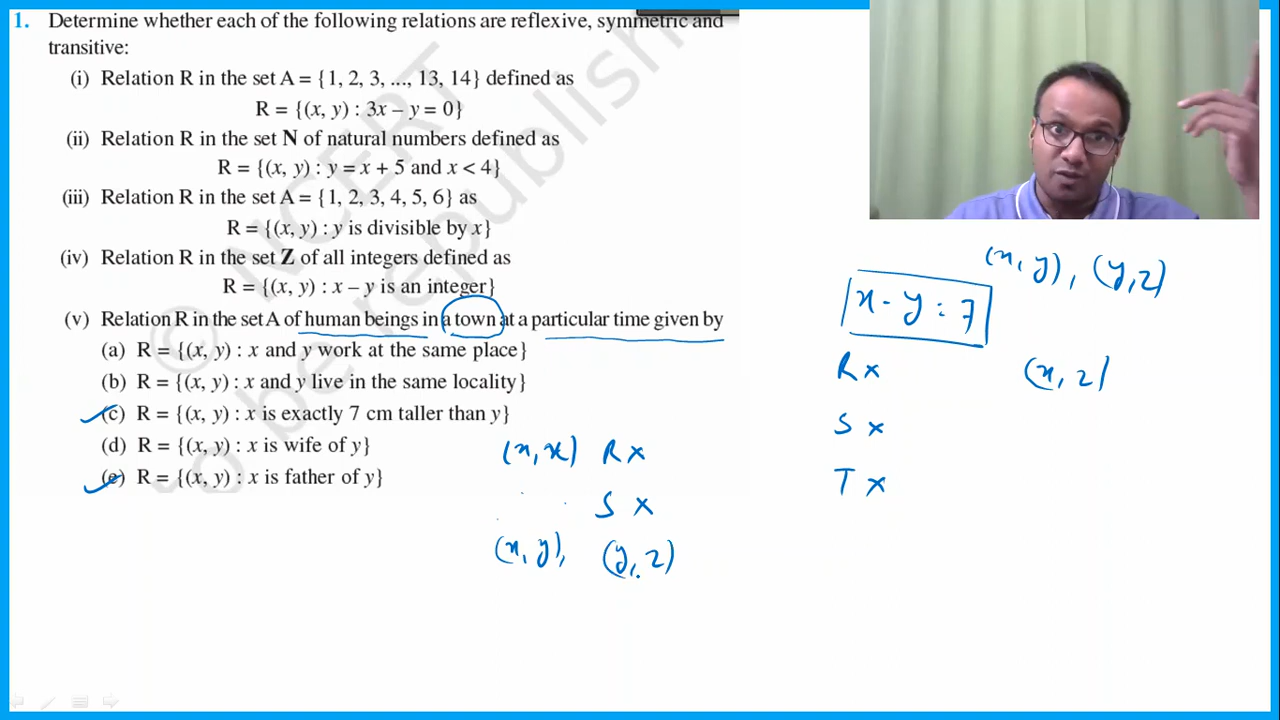 1. Determine whether each of the following relations are reflexive, symmetric and
transitive:
(i) Relation R in the set A = {1, 2, 3, ..., 13, 14} defined as
R = {(x, y) : 3x – y = 0}
(ii) Relation R in the set N of natural numbers defined as
R = {(x, y) : y = x + 5 and x < 4}
(iii) Relation R in the set A = {1, 2, 3, 4, 5, 6} as
R = {(x, y) : y is divisible by x}
(iv) Relation R in the set Z of all integers defined as
R = {(x, y) : x – y is an integer}
(v) Relation R in the set A of human beings in a town at a particular time given by
(a) R = {(x, y) : x and y work at the same place}
(b) R = {(x, y) : x and y live in the same locality}
(c) R = {(x, y) : x is exactly 7 cm taller than y}
(d) R = {(x, y) : x is wife of y}
(e) R = {(x, y) : x is father of y}
(x, x) R x
S x
(x, y), (y, z)
(x, y), (y, z)
x - y = 7
R x
(x, z)
S x
T x
© NCERT
to be republish